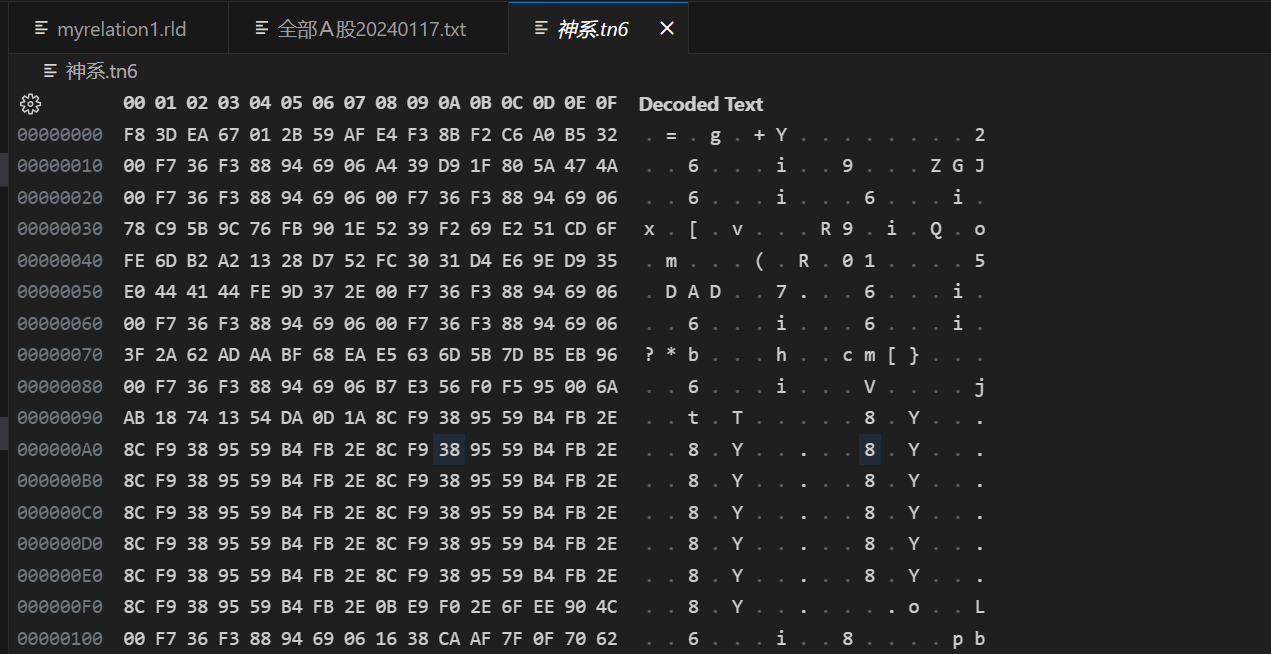 myrelation1.rld 全部Ａ股20240117.txt 神系.tn6
神系.tn6
00 01 02 03 04 05 06 07 08 09 0A 0B 0C 0D 0E 0F Decoded Text
00000000 F8 3D EA 67 01 2B 59 AF E4 F3 8B F2 C6 A0 B5 32 . = . g . + Y . . . . . . . . 2
00000010 00 F7 36 F3 88 94 69 06 A4 39 D9 1F 80 5A 47 4A . . 6 . . . i . . 9 . . . Z G J
00000020 00 F7 36 F3 88 94 69 06 00 F7 36 F3 88 94 69 06 . . 6 . . . i . . . 6 . . . i .
00000030 78 C9 5B 9C 76 FB 90 1E 52 39 F2 69 E2 51 CD 6F x . [ . v . . . R 9 . i . Q . o
00000040 FE 6D B2 A2 13 28 D7 52 FC 30 31 D4 E6 9E D9 35 . m . . . ( . R . 0 1 . . . . 5
00000050 E0 44 41 44 FE 9D 37 2E 00 F7 36 F3 88 94 69 06 . D A D . . 7 . . . 6 . . . i .
00000060 00 F7 36 F3 88 94 69 06 00 F7 36 F3 88 94 69 06 . . 6 . . . i . . . 6 . . . i .
00000070 3F 2A 62 AD AA BF 68 EA E5 63 6D 5B 7D B5 EB 96 ? * b . . . h . . c m [ } . . .
00000080 00 F7 36 F3 88 94 69 06 B7 E3 56 F0 F5 95 00 6A . . 6 . . . i . . . V . . . . j
00000090 AB 18 74 13 54 DA 0D 1A 8C F9 38 95 59 B4 FB 2E . . t . T . . . . . 8 . Y . . .
000000A0 8C F9 38 95 59 B4 FB 2E 8C F9 38 95 59 B4 FB 2E . . 8 . Y . . . . . 8 . Y . . .
000000B0 8C F9 38 95 59 B4 FB 2E 8C F9 38 95 59 B4 FB 2E . . 8 . Y . . . . . 8 . Y . . .
000000C0 8C F9 38 95 59 B4 FB 2E 8C F9 38 95 59 B4 FB 2E . . 8 . Y . . . . . 8 . Y . . .
000000D0 8C F9 38 95 59 B4 FB 2E 8C F9 38 95 59 B4 FB 2E . . 8 . Y . . . . . 8 . Y . . .
000000E0 8C F9 38 95 59 B4 FB 2E 8C F9 38 95 59 B4 FB 2E . . 8 . Y . . . . . 8 . Y . . .
000000F0 8C F9 38 95 59 B4 FB 2E 0B E9 F0 2E 6F EE 90 4C . . 8 . Y . . . . . . . o . . L
00000100 00 F7 36 F3 88 94 69 06 16 38 CA AF 7F 0F 70 62 . . 6 . . . i . . 8 . . . . p b